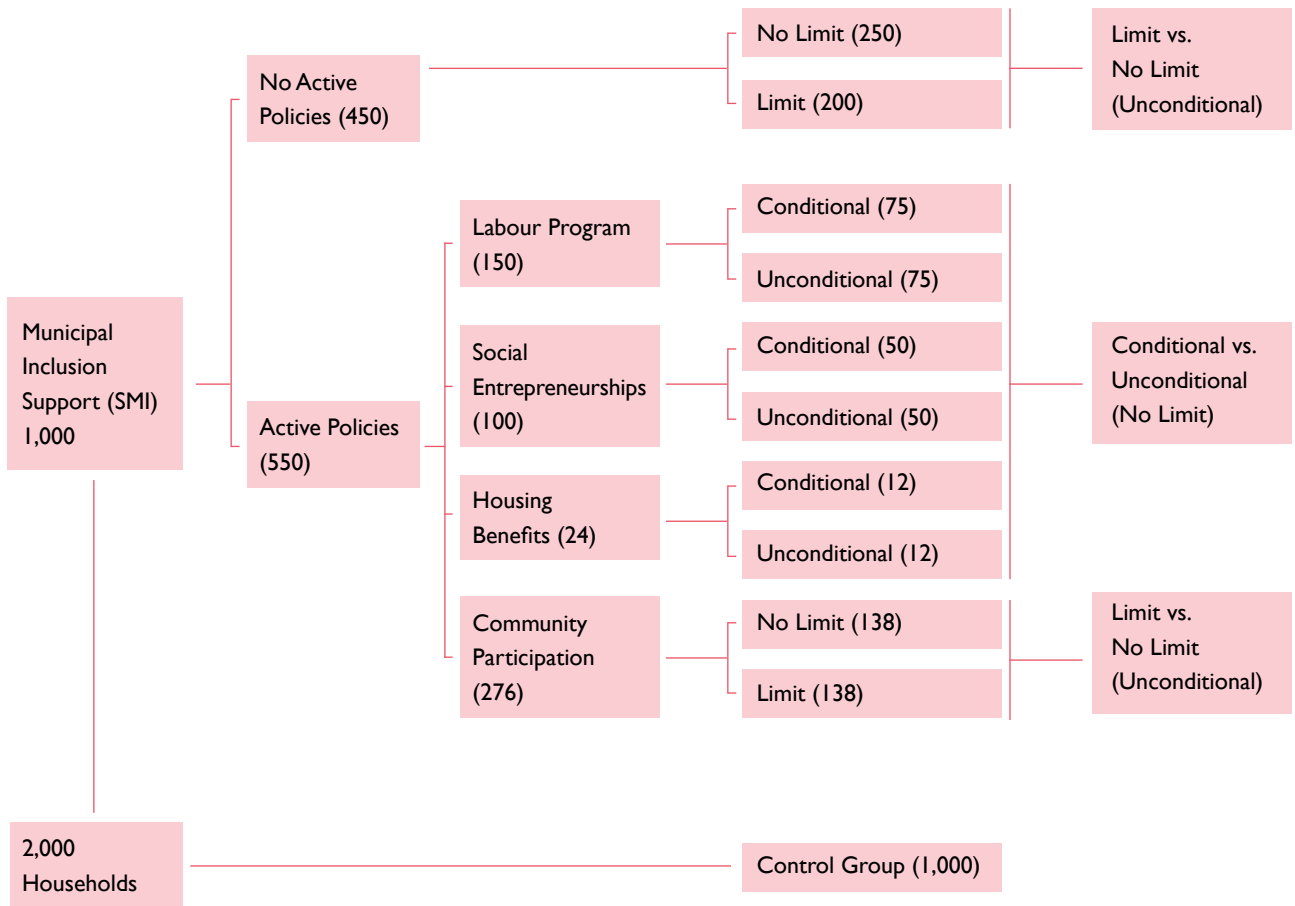 No Limit (250)
Limit (200)
Limit vs.
No Limit
(Unconditional)
No Active
Policies (450)
Municipal
Inclusion
Support (SMI)
1,000
Active Policies
(550)
Labour Program
(150)
Conditional (75)
Unconditional (75)
Social
Entrepreneurships
(100)
Conditional (50)
Unconditional (50)
Housing
Benefits (24)
Conditional (12)
Unconditional (12)
Conditional vs.
Unconditional
(No Limit)
Community
Participation
(276)
No Limit (138)
Limit (138)
Limit vs.
No Limit
(Unconditional)
2,000
Households
Control Group (1,000)